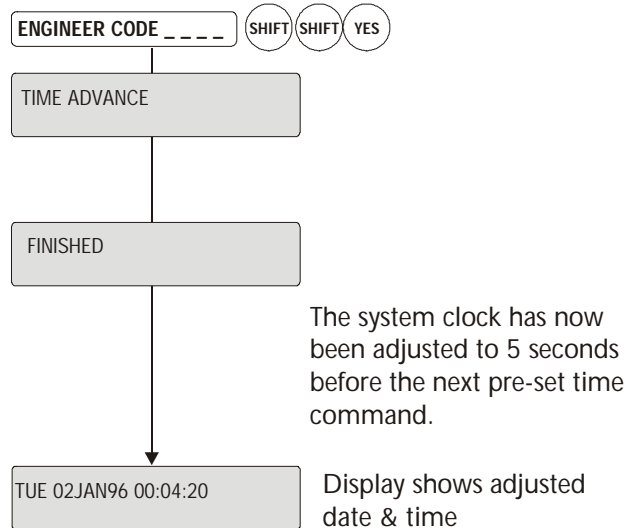 ENGINEER CODE _ _ _ _ SHIFT SHIFT YES
TIME ADVANCE
FINISHED
The system clock has now
been adjusted to 5 seconds
before the next pre-set time
command.
TUE 02JAN96 00:04:20
Display shows adjusted
date & time